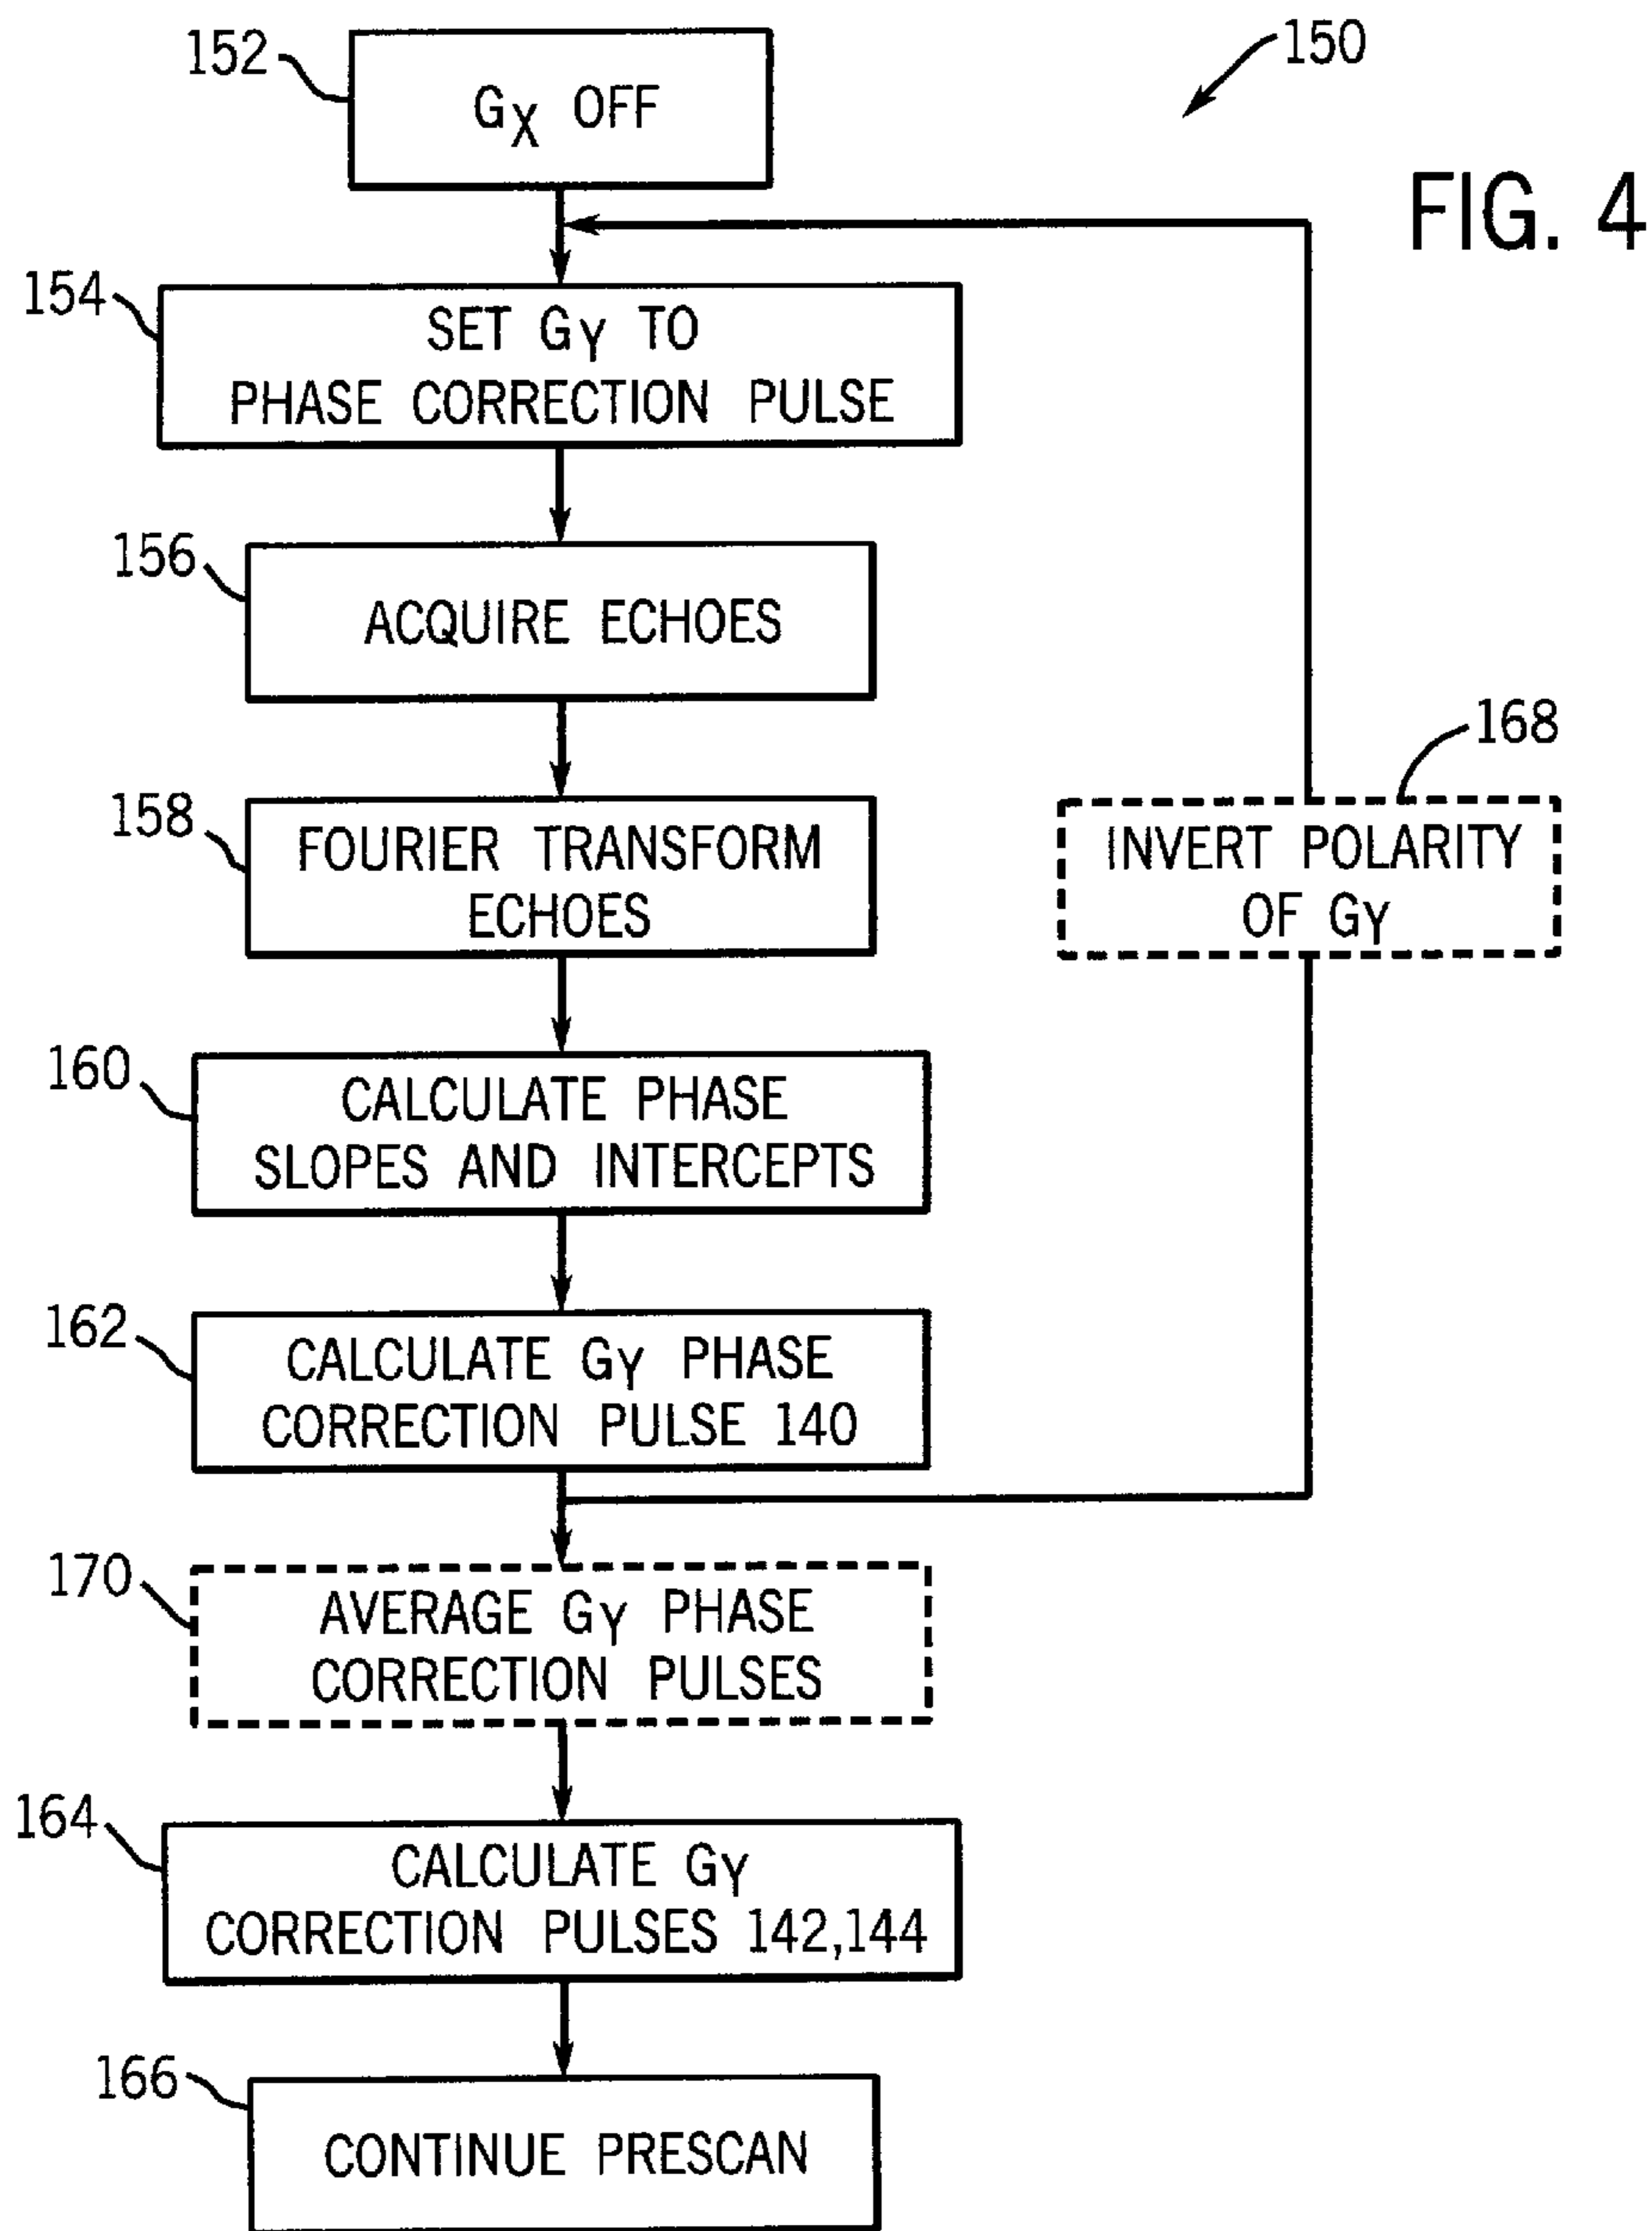 152
GX OFF
150
FIG. 4
154
SET GY TO
PHASE CORRECTION PULSE
156
ACQUIRE ECHOES
158
FOURIER TRANSFORM
ECHOES
168
INVERT POLARITY
OF GY
160
CALCULATE PHASE
SLOPES AND INTERCEPTS
162
CALCULATE GY PHASE
CORRECTION PULSE 140
170
AVERAGE GY PHASE
CORRECTION PULSES
164
CALCULATE GY
CORRECTION PULSES 142,144
166
CONTINUE PRESCAN